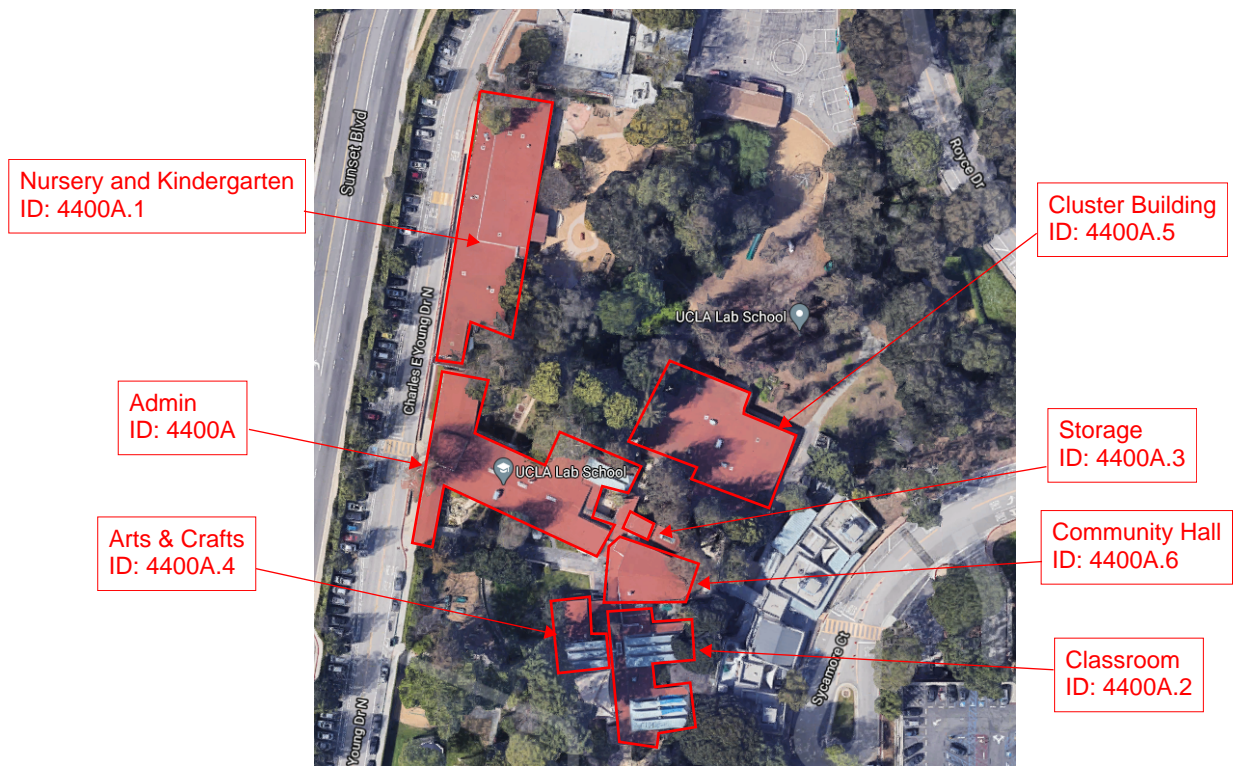 Sunset Blvd
Royce Dr
Nursery and Kindergarten
ID: 4400A.1
Cluster Building
ID: 4400A.5
UCLA Lab School
Charles E Young Dr N
Admin
ID: 4400A
Storage
ID: 4400A.3
UCLA Lab School
Arts & Crafts
ID: 4400A.4
Community Hall
ID: 4400A.6
Classroom
ID: 4400A.2
Sycamore Ct
Young Dr N